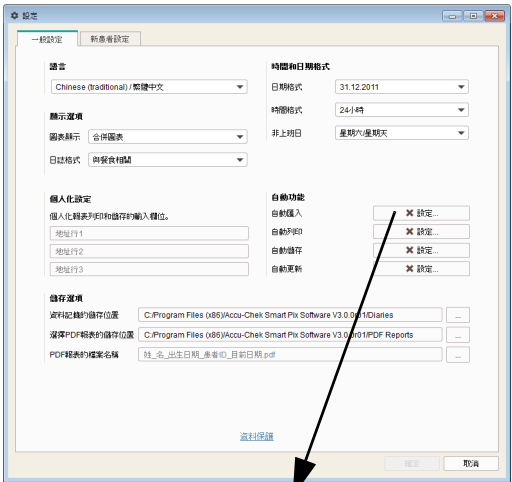 設定
一般設定 新患者設定
語言
Chinese (traditional) / 繁體中文
顯示選項
圖表顯示 合併圖表
日誌格式 與餐食相關
時間和日期格式
日期格式 31.12.2011
時間格式 24小時
非上班日 星期六/星期天
個人化設定
個人化報表列印和儲存的輸入欄位。
地址行1
地址行2
地址行3
自動功能
自動匯入 設定...
自動列印 設定...
自動儲存 設定...
自動更新 設定...
儲存選項
資料記錄的儲存位置 C:/Program Files (x86)/Accu-Chek Smart Pix Software V3.0.0r01/Diaries ...
選擇PDF報表的儲存位置 C:/Program Files (x86)/Accu-Chek Smart Pix Software V3.0.0r01/PDF Reports ...
PDF報表的檔案名稱 姓_名_出生日期_患者ID_目前日期.pdf
資料保護
確定 取消